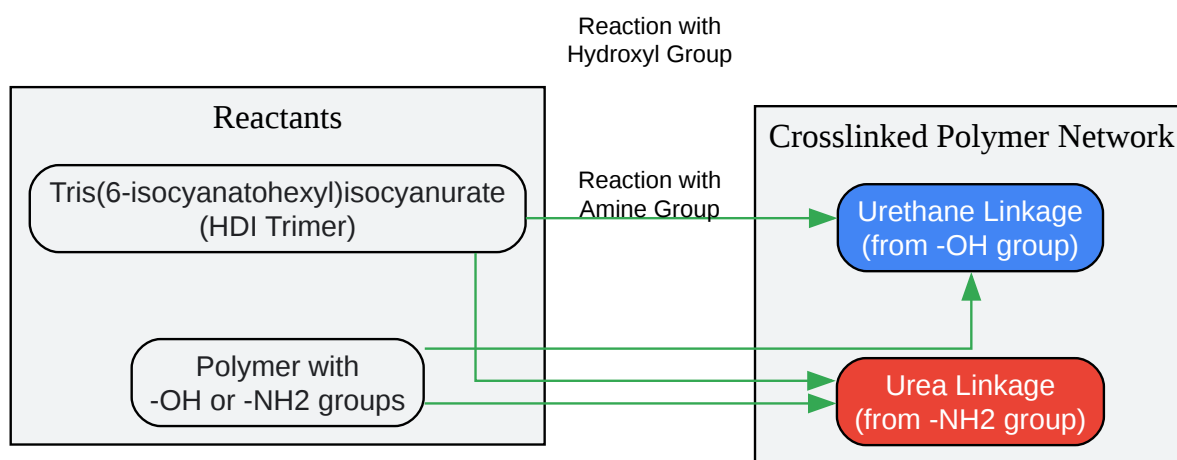 Reaction with
Hydroxyl Group
Reactants
Tris(6-isocyanatohexyl)isocyanurate
(HDI Trimer)
Polymer with
-OH or -NH2 groups
Reaction with
Amine Group
Crosslinked Polymer Network
Urethane Linkage
(from -OH group)
Urea Linkage
(from -NH2 group)